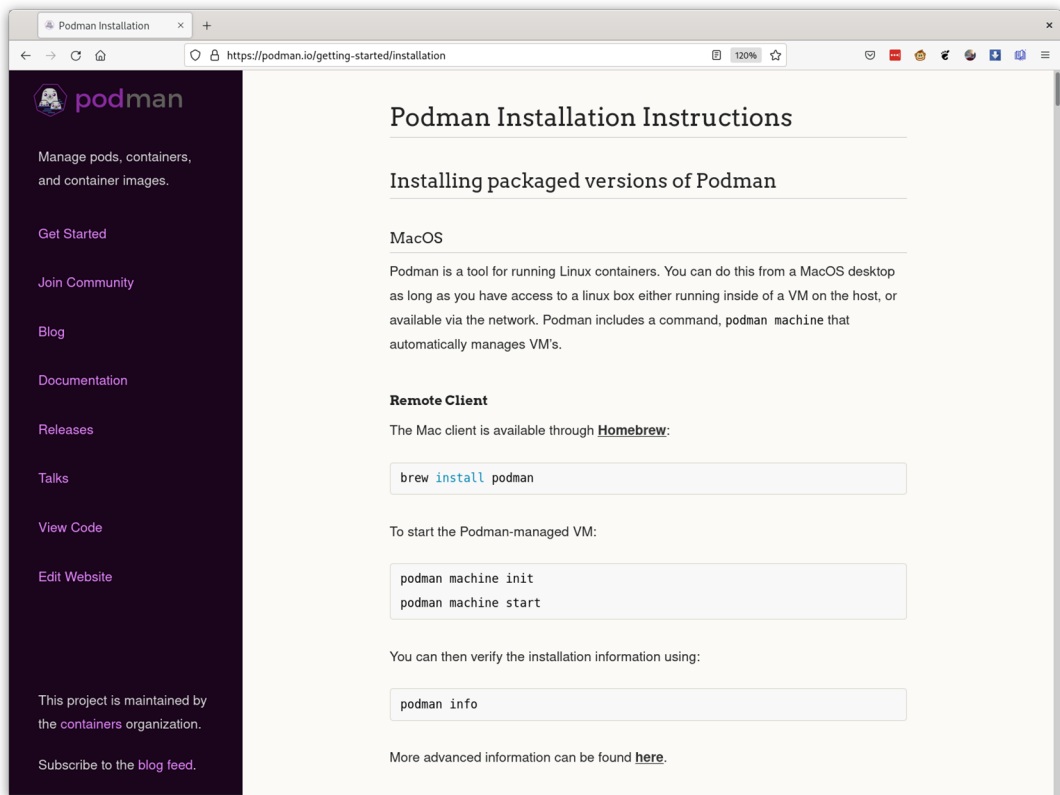 Podman Installation
https://podman.io/getting-started/installation
120%
podman
Manage pods, containers,
and container images.
Get Started
Join Community
Blog
Documentation
Releases
Talks
View Code
Edit Website
This project is maintained by
the containers organization.
Subscribe to the blog feed.
Podman Installation Instructions
Installing packaged versions of Podman
MacOS
Podman is a tool for running Linux containers. You can do this from a MacOS desktop
as long as you have access to a linux box either running inside of a VM on the host, or
available via the network. Podman includes a command, podman machine that
automatically manages VM’s.
Remote Client
The Mac client is available through Homebrew:
brew install podman
To start the Podman-managed VM:
podman machine init
podman machine start
You can then verify the installation information using:
podman info
More advanced information can be found here.